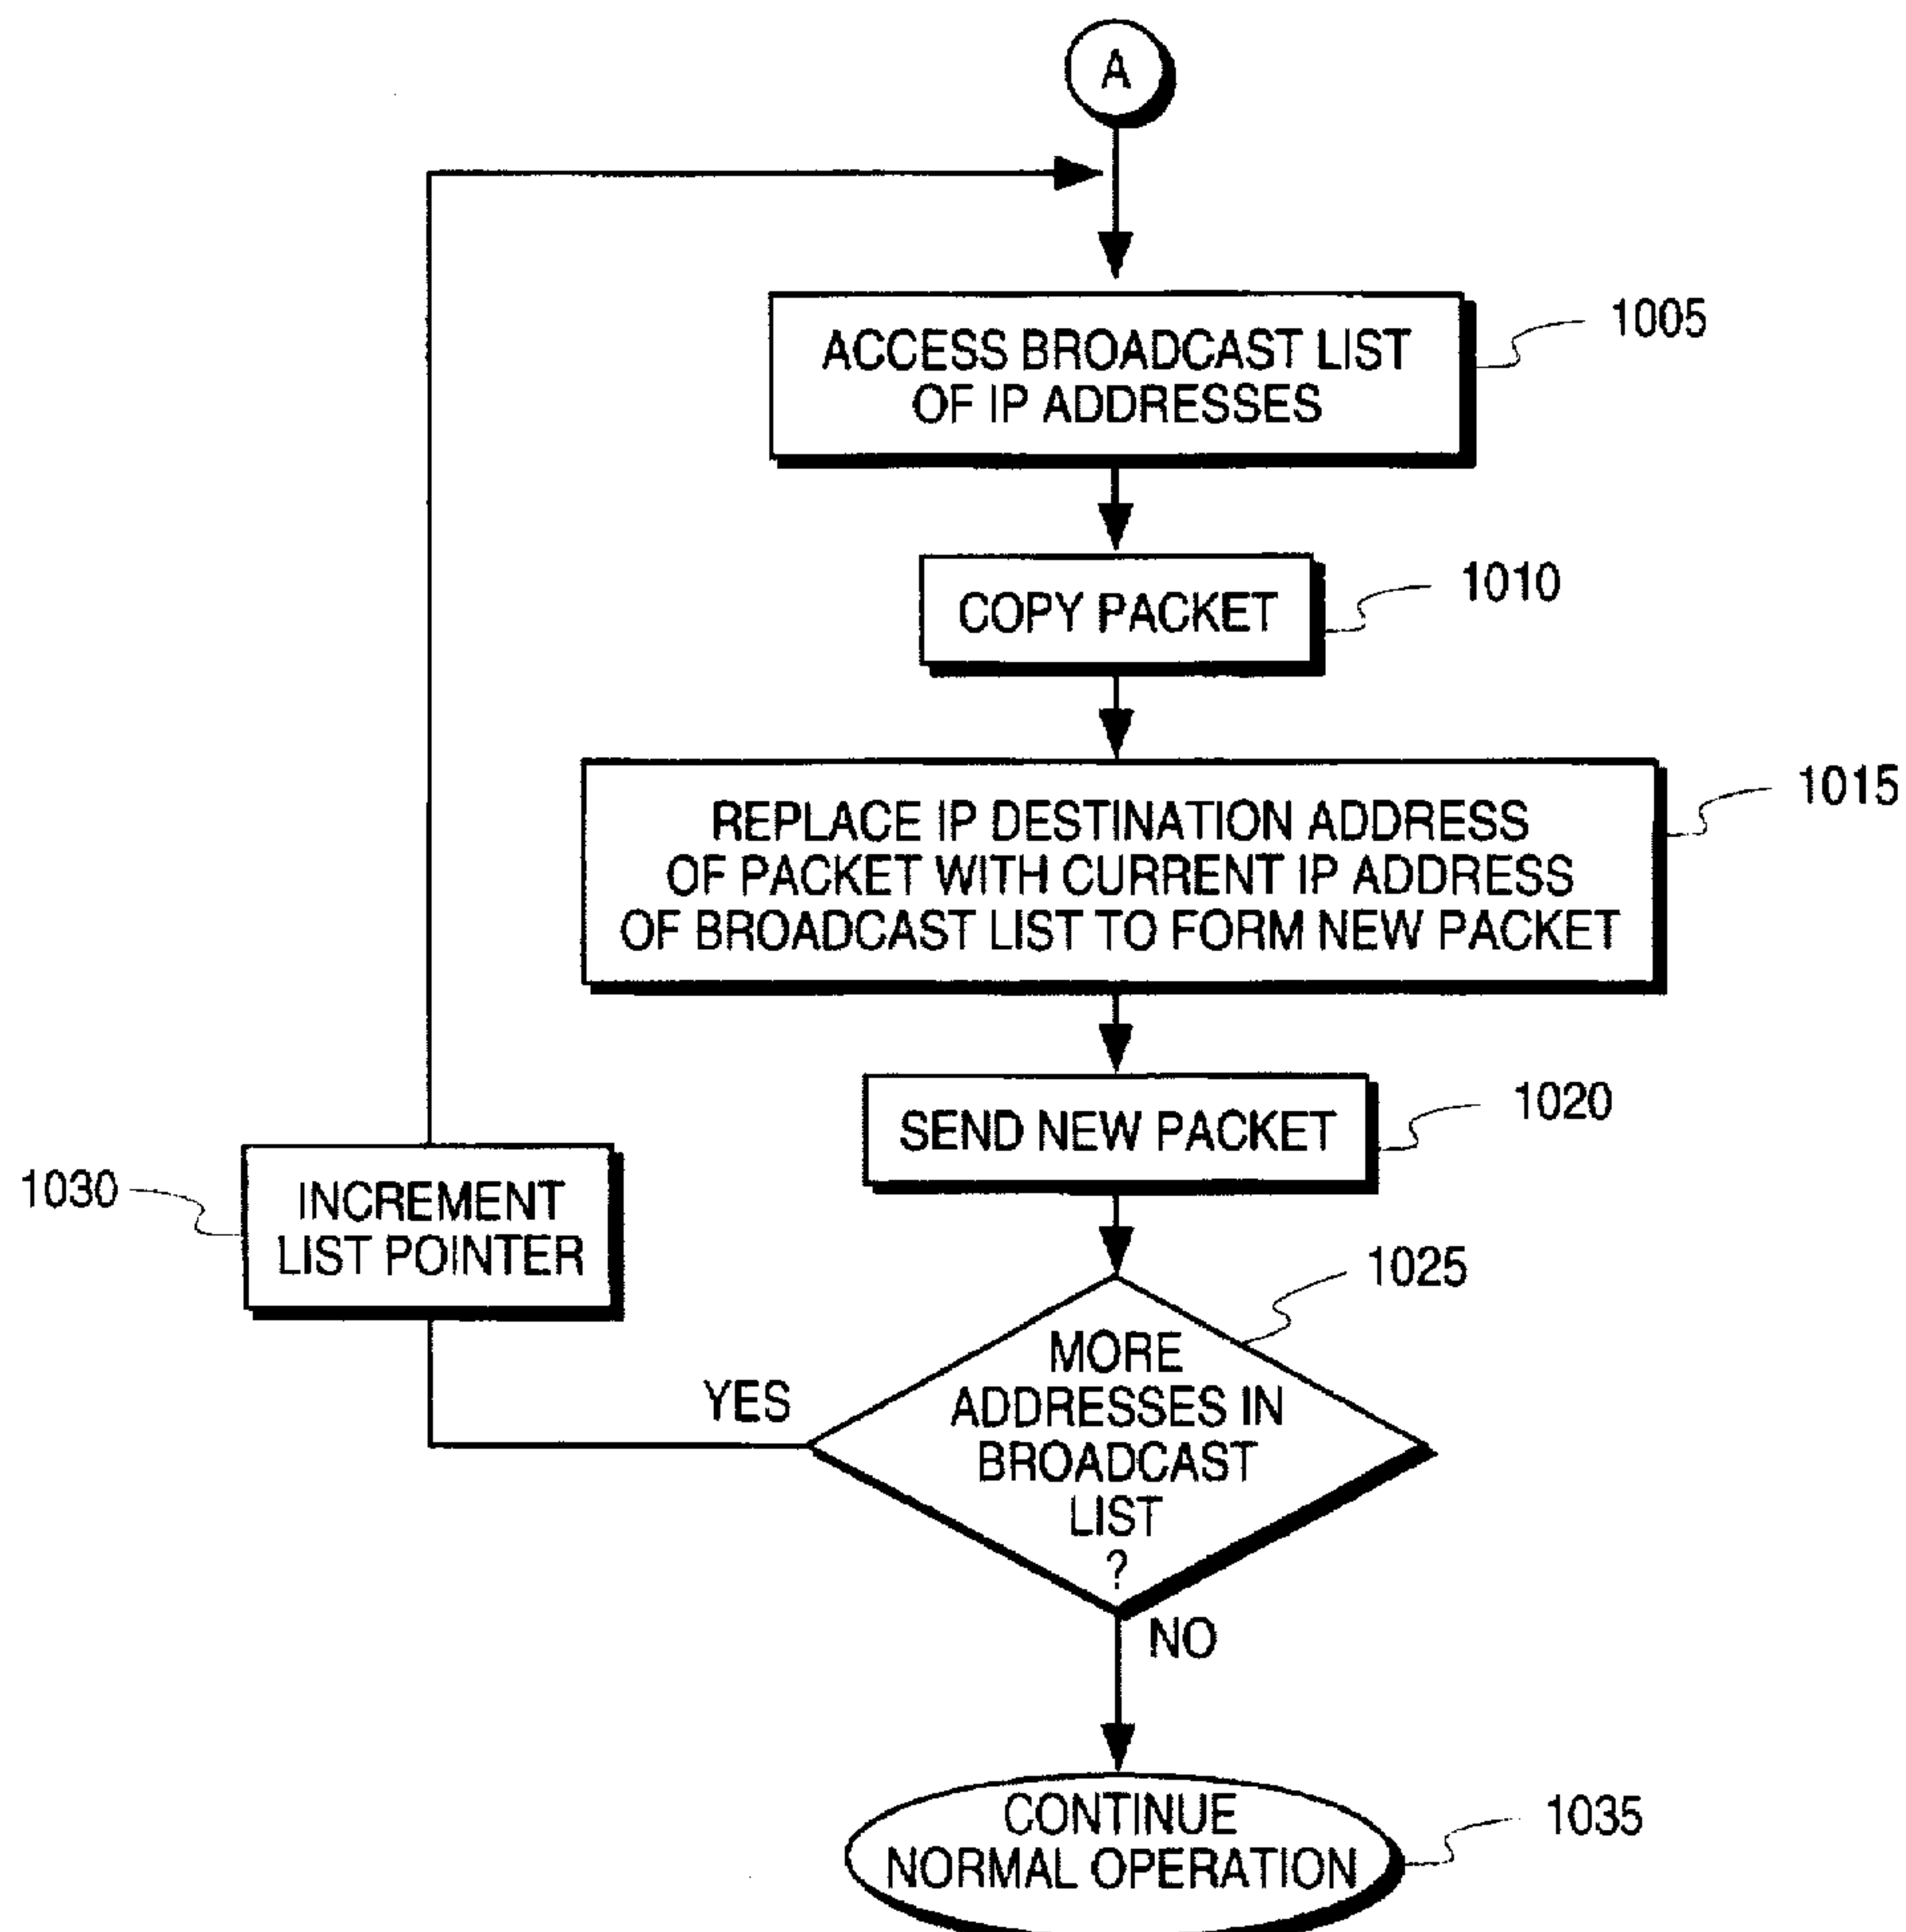 A
ACCESS BROADCAST LIST
OF IP ADDRESSES
1005
COPY PACKET
1010
REPLACE IP DESTINATION ADDRESS
OF PACKET WITH CURRENT IP ADDRESS
OF BROADCAST LIST TO FORM NEW PACKET
1015
SEND NEW PACKET
1020
1030
INCREMENT
LIST POINTER
MORE
ADDRESSES IN
BROADCAST
LIST
?
1025
YES
NO
CONTINUE
NORMAL OPERATION
1035